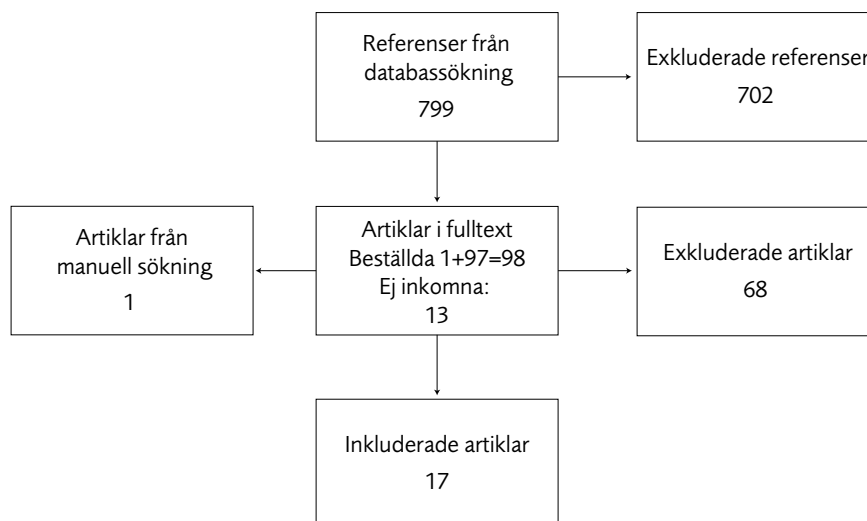 Referenser från
databassökning
799
Exkluderade referenser
702
Artiklar från
manuell sökning
1
Artiklar i fulltext
Beställda 1+97=98
Ej inkomna:
13
Exkluderade artiklar
68
Inkluderade artiklar
17